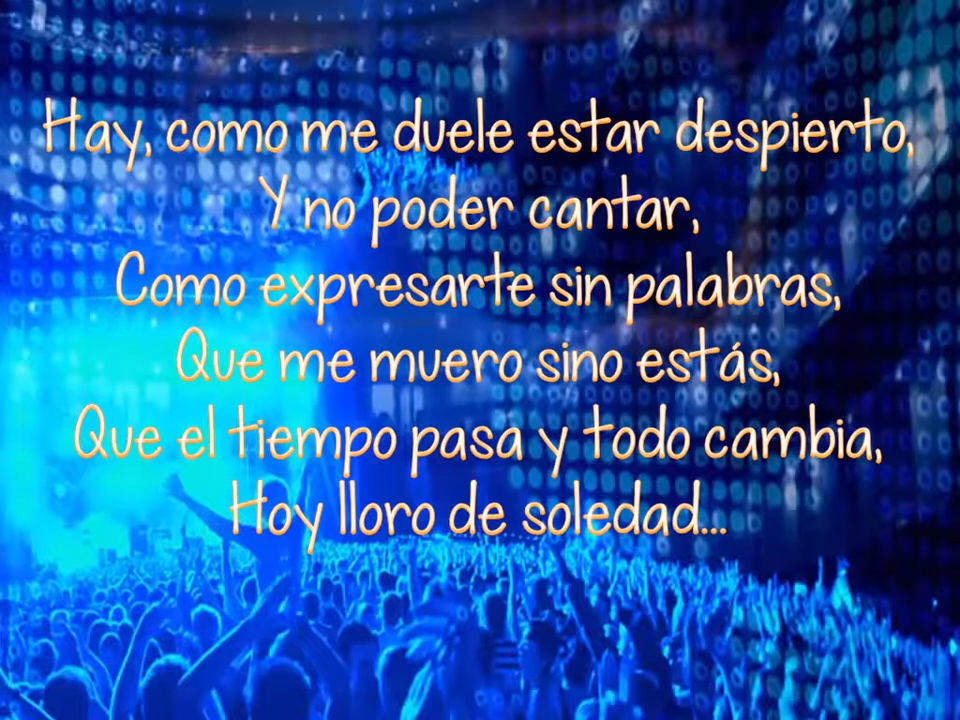 Hay, como me duele estar despierto,
Y no poder cantar,
Como expresarte sin palabras,
Que me muero sino estás,
Que el tiempo pasa y todo cambia,
Hoy lloro de soledad...